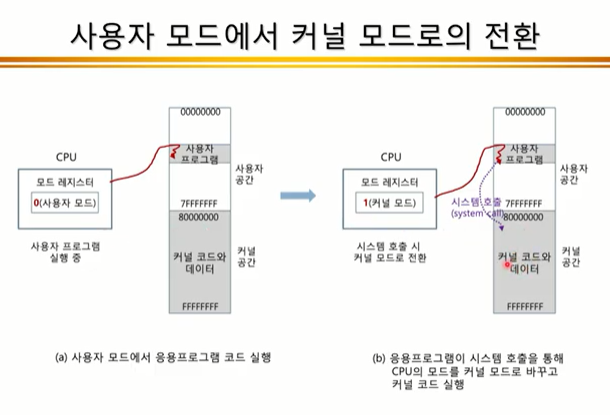 사용자 모드에서 커널 모드로의 전환
CPU
모드 레지스터
0(사용자 모드)
사용자 프로그램
실행 중
00000000
사용자
프로그램
7FFFFFFF
80000000
커널 코드와
데이터
FFFFFFFF
사용자
공간
커널
공간
(a) 사용자 모드에서 응용프로그램 코드 실행
CPU
모드 레지스터
1(커널 모드)
시스템 호출 시
커널 모드로 전환
00000000
사용자
프로그램
7FFFFFFF
시스템 호출
(system call)
80000000
커널 코드와
데이터
FFFFFFFF
사용자
공간
커널
공간
(b) 응용프로그램이 시스템 호출을 통해
CPU의 모드를 커널 모드로 바꾸고
커널 코드 실행